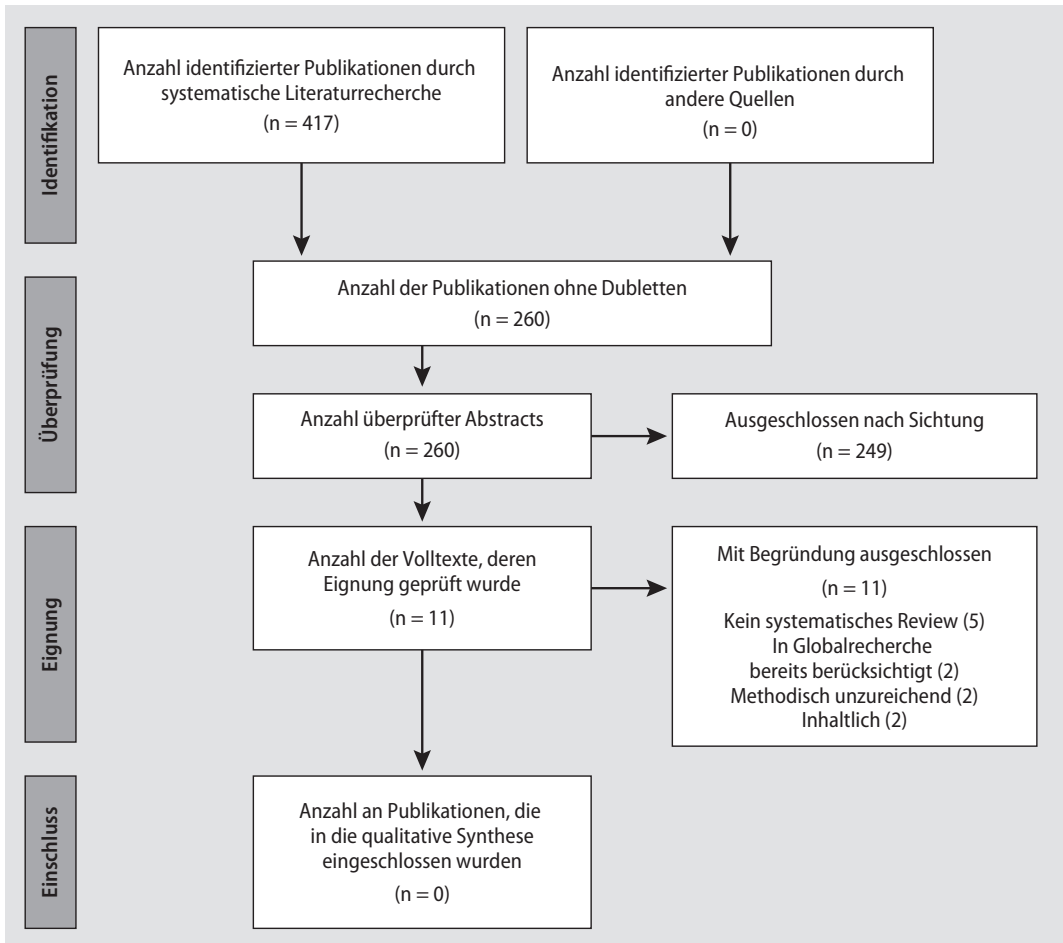 Identifikation
Anzahl identifizierter Publikationen durch
systematische Literaturrecherche
(n = 417)
Anzahl identifizierter Publikationen durch
andere Quellen
(n = 0)
Überprüfung
Anzahl der Publikationen ohne Dubletten
(n = 260)
Anzahl überprüfter Abstracts
(n = 260)
Ausgeschlossen nach Sichtung
(n = 249)
Eignung
Anzahl der Volltexte, deren
Eignung geprüft wurde
(n = 11)
Mit Begründung ausgeschlossen
(n = 11)
Kein systematisches Review (5)
In Globalrecherche
bereits berücksichtigt (2)
Methodisch unzureichend (2)
Inhaltlich (2)
Einschluss
Anzahl an Publikationen, die
in die qualitative Synthese
eingeschlossen wurden
(n = 0)